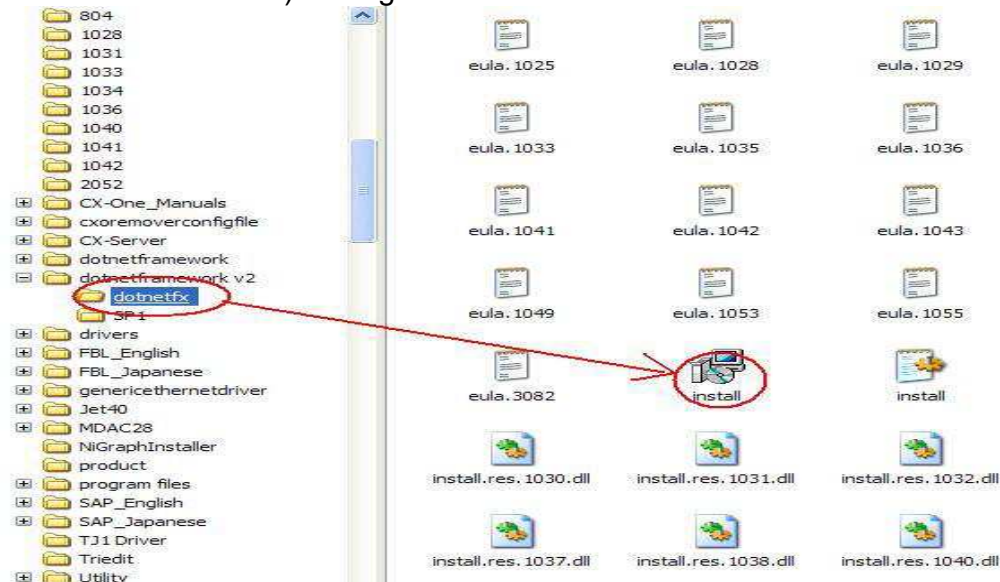 804
1028
1031
1033
1034
1036
1040
1041
1042
2052
CX-One_Manuals
cxoremoverconfigfile
CX-Server
dotnetframework
dotnetframework v2
dotnetfx
SP1
drivers
FBL_English
FBL_Japanese
genericethernetdriver
Jet40
MDAC28
NiGraphInstaller
product
program files
SAP_English
SAP_Japanese
TJ1 Driver
Triedit
Utility
eula.1025 eula.1028 eula.1029
eula.1033 eula.1035 eula.1036
eula.1041 eula.1042 eula.1043
eula.1049 eula.1053 eula.1055
eula.3082 install install
install.res.1030.dll install.res.1031.dll install.res.1032.dll
install.res.1037.dll install.res.1038.dll install.res.1040.dll